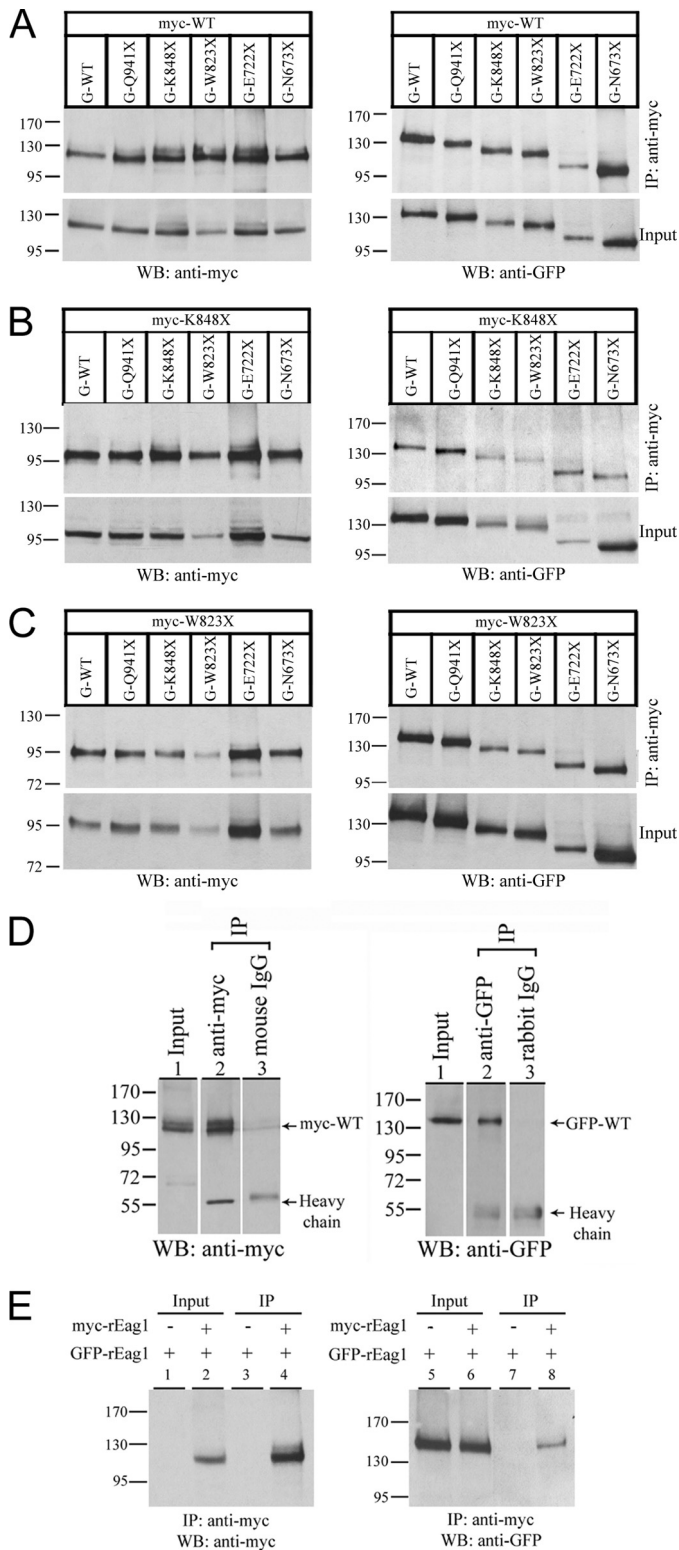 A
myc-WT
G-WT G-Q941X G-K848X G-W823X G-E722X G-N673X
170
130
95
130
95
WB: anti-myc
myc-WT
G-WT G-Q941X G-K848X G-W823X G-E722X G-N673X
170
130
95
IP: anti-myc
130
95
Input
WB: anti-GFP
B
myc-K848X
G-WT G-Q941X G-K848X G-W823X G-E722X G-N673X
130
95
130
95
WB: anti-myc
myc-K848X
G-WT G-Q941X G-K848X G-W823X G-E722X G-N673X
170
130
95
IP: anti-myc
130
95
Input
WB: anti-GFP
C
myc-W823X
G-WT G-Q941X G-K848X G-W823X G-E722X G-N673X
130
95
72
95
72
WB: anti-myc
myc-W823X
G-WT G-Q941X G-K848X G-W823X G-E722X G-N673X
170
130
95
IP: anti-myc
130
95
Input
WB: anti-GFP
D
IP
Input anti-myc mouse IgG
1 2 3
170
130
95
72
55
myc-WT
Heavy
chain
WB: anti-myc
IP
Input anti-GFP rabbit IgG
1 2 3
170
130
95
72
55
GFP-WT
Heavy
chain
WB: anti-GFP
E
Input IP
myc-rEag1 - + - +
GFP-rEag1 + + + +
1 2 3 4
170
130
95
IP: anti-myc
WB: anti-myc
Input IP
myc-rEag1 - + - +
GFP-rEag1 + + + +
5 6 7 8
170
130
95
IP: anti-myc
WB: anti-GFP